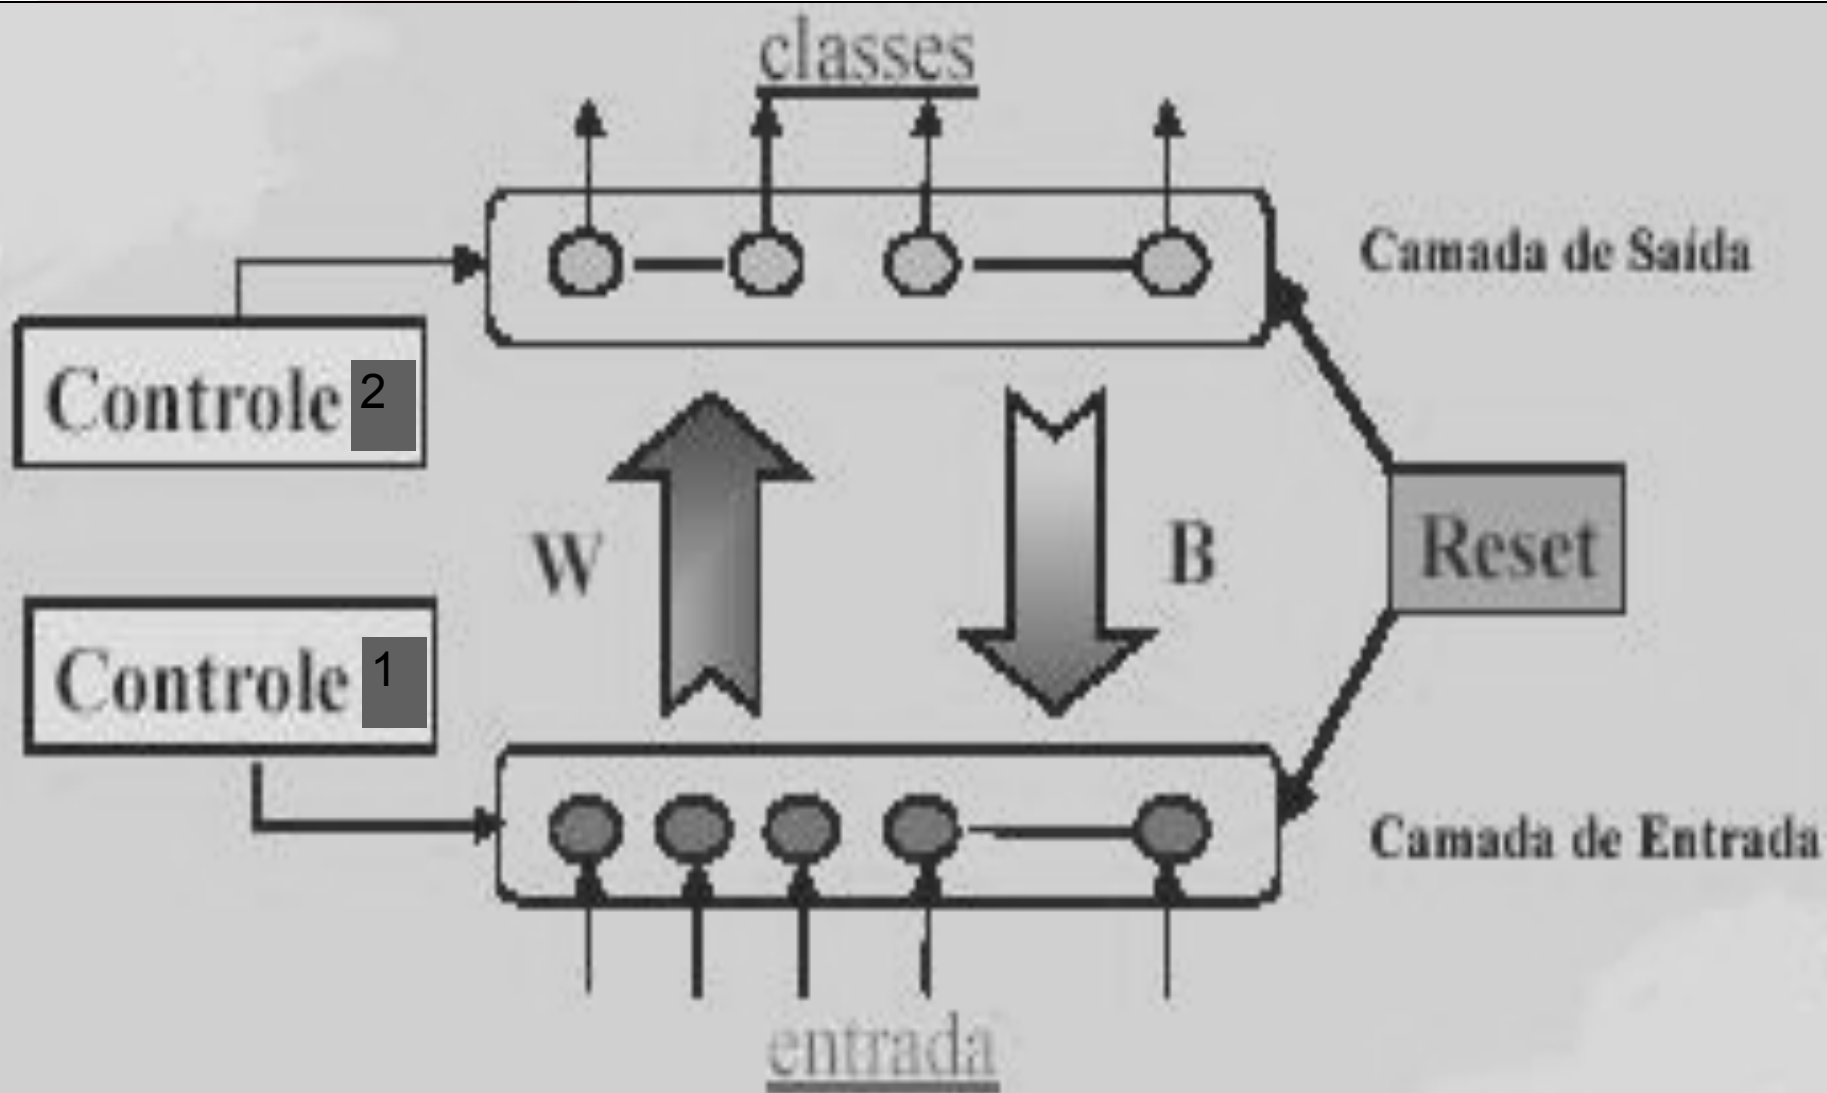 classes
Camada de Saída
Controle 2
W
B
Reset
Controle 1
Camada de Entrada
entrada